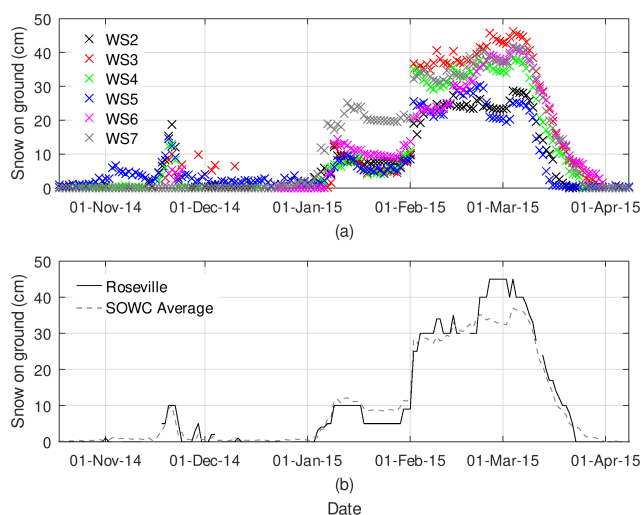 50
40
30
20
10
0
Snow on ground (cm)
WS2
WS3
WS4
WS5
WS6
WS7
01-Nov-14 01-Dec-14 01-Jan-15 01-Feb-15 01-Mar-15 01-Apr-15
(a)
50
40
30
20
10
0
Snow on ground (cm)
Roseville
SOWC Average
01-Nov-14 01-Dec-14 01-Jan-15 01-Feb-15 01-Mar-15 01-Apr-15
(b)
Date